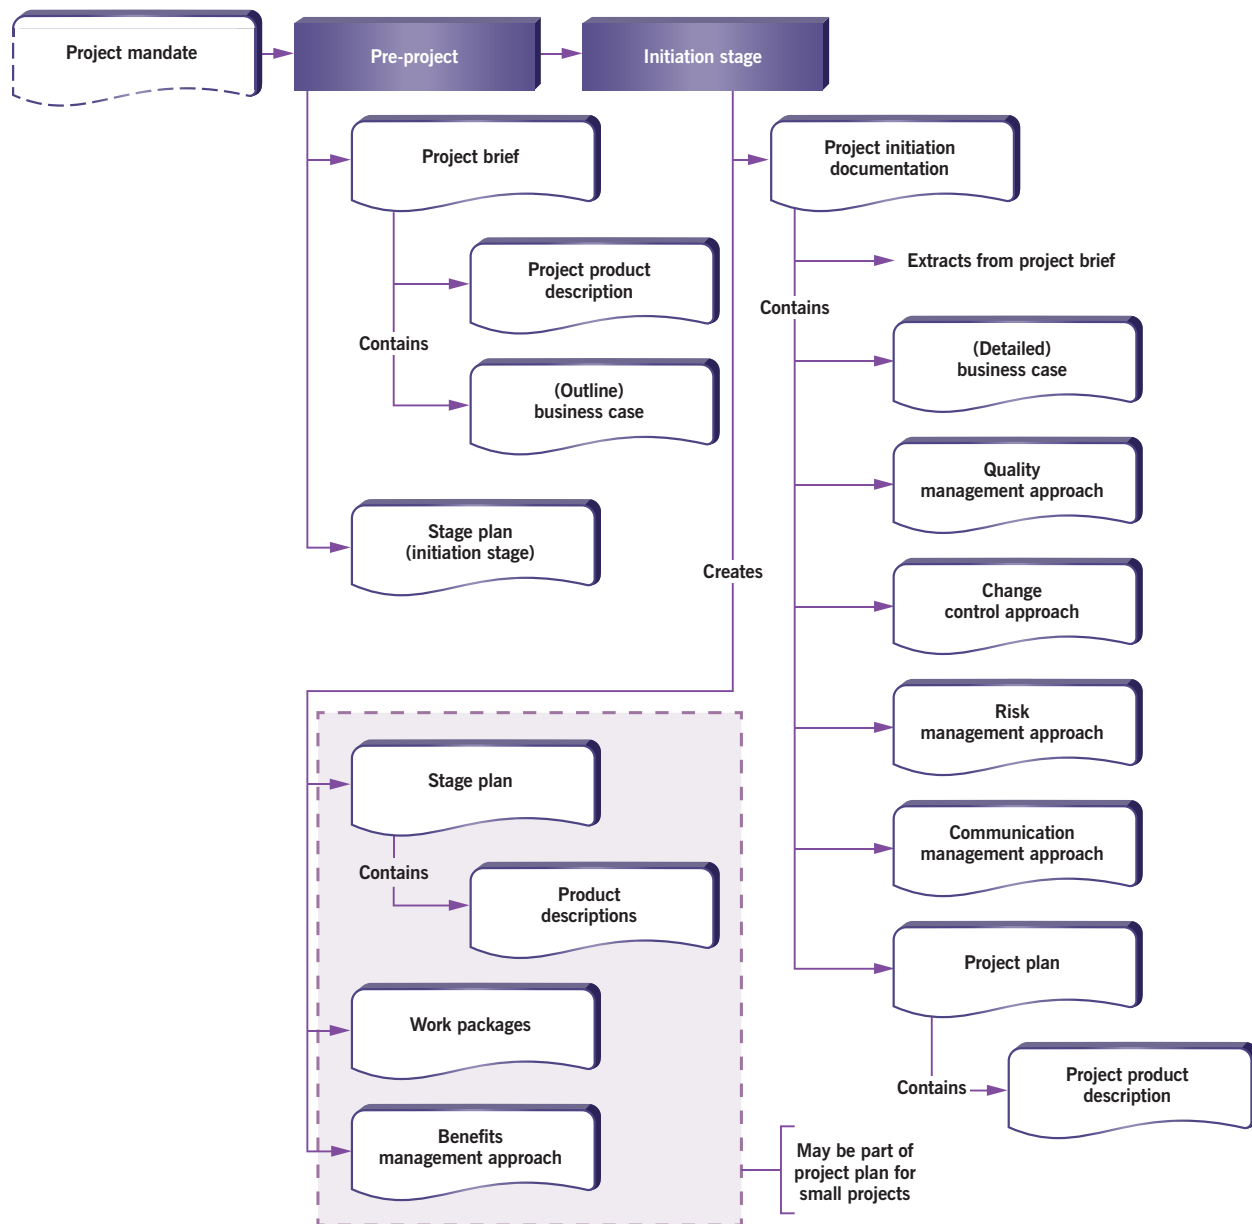 Project mandate
Pre-project
Initiation stage
Project brief
Contains
Project product
description
(Outline)
business case
Stage plan
(initiation stage)
Creates
Project initiation
documentation
Contains
Extracts from project brief
(Detailed)
business case
Quality
management approach
Change
control approach
Risk
management approach
Communication
management approach
Project plan
Contains
Project product
description
Stage plan
Contains
Product
descriptions
Work packages
Benefits
management approach
May be part of
project plan for
small projects